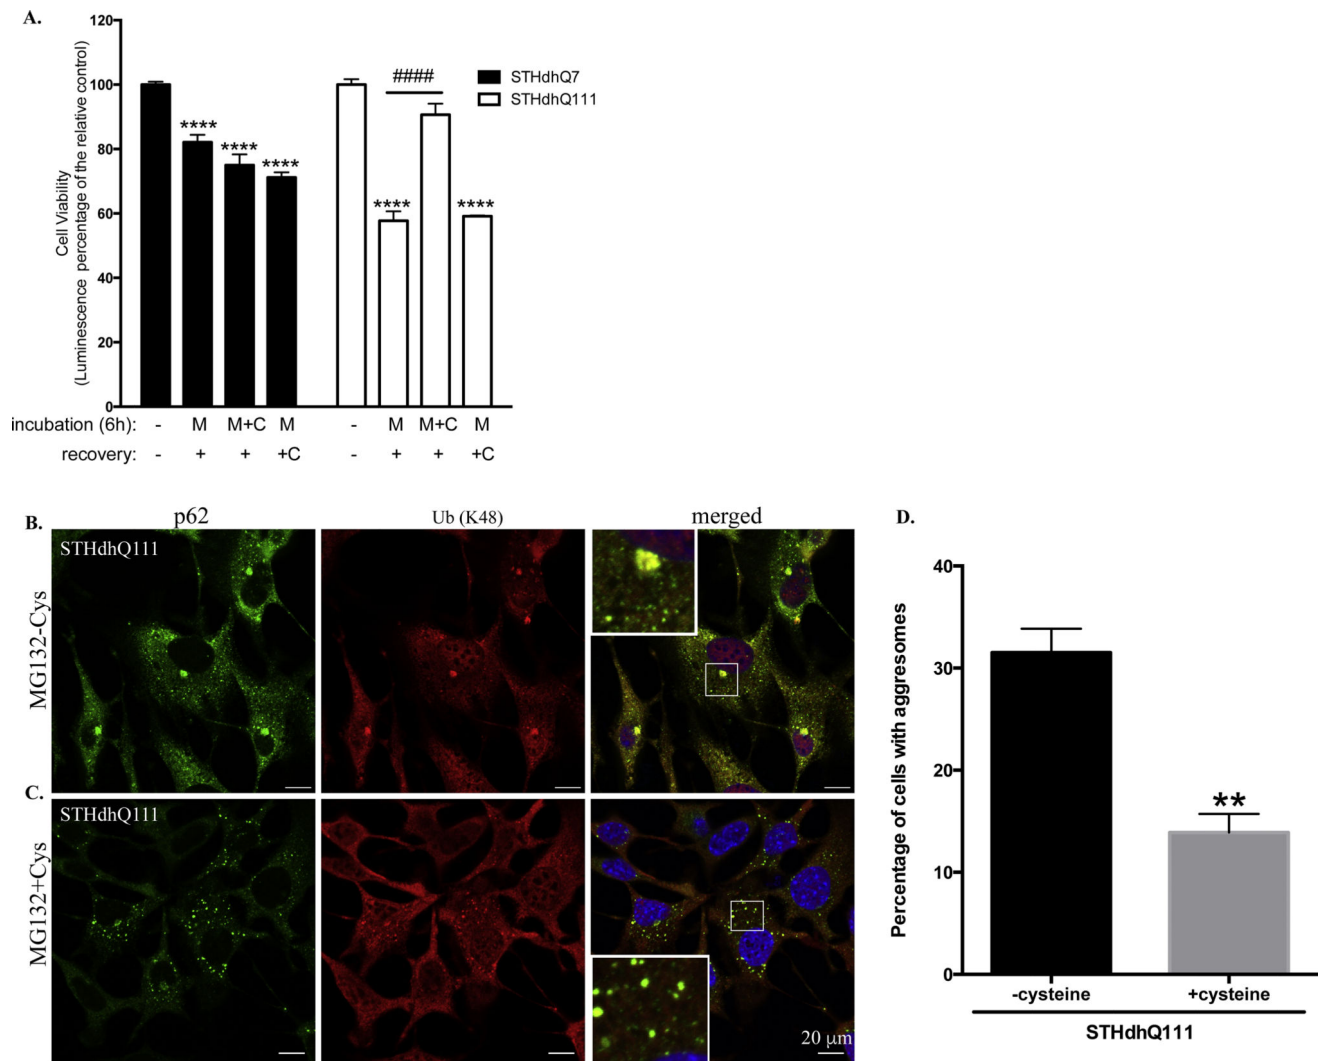 A.
120
100
80
60
40
20
0
Cell Viability
(Luminescence percentage of the relative control)
****
****
****
####
****
****
STHdhQ7
STHdhQ111
incubation (6h): - M M+C M - M M+C M
recovery: - + + +C - + + +C
B.
p62
Ub (K48)
merged
STHdhQ111
MG132-Cys
C.
STHdhQ111
MG132+Cys
20 μm
D.
40
30
20
10
0
Percentage of cells with aggresomes
**
-cysteine
+cysteine
STHdhQ111